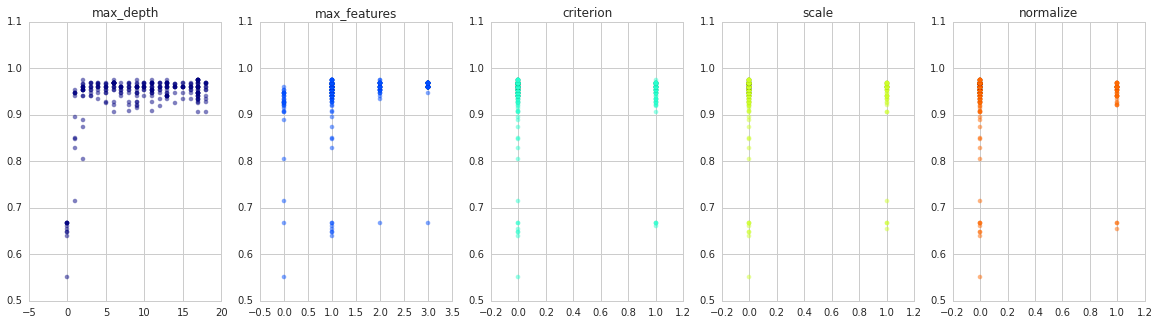 max_depth max_features criterion scale normalize
1.1 1.1 1.1 1.1 1.1
1.0 1.0 1.0 1.0 1.0
0.9 0.9 0.9 0.9 0.9
0.8 0.8 0.8 0.8 0.8
0.7 0.7 0.7 0.7 0.7
0.6 0.6 0.6 0.6 0.6
0.5 0.5 0.5 0.5 0.5
−5 0 5 10 15 20 −0.5 0.0 0.5 1.0 1.5 2.0 2.5 3.0 3.5 −0.2 0.0 0.2 0.4 0.6 0.8 1.0 1.2 −0.2 0.0 0.2 0.4 0.6 0.8 1.0 1.2 −0.2 0.0 0.2 0.4 0.6 0.8 1.0 1.2